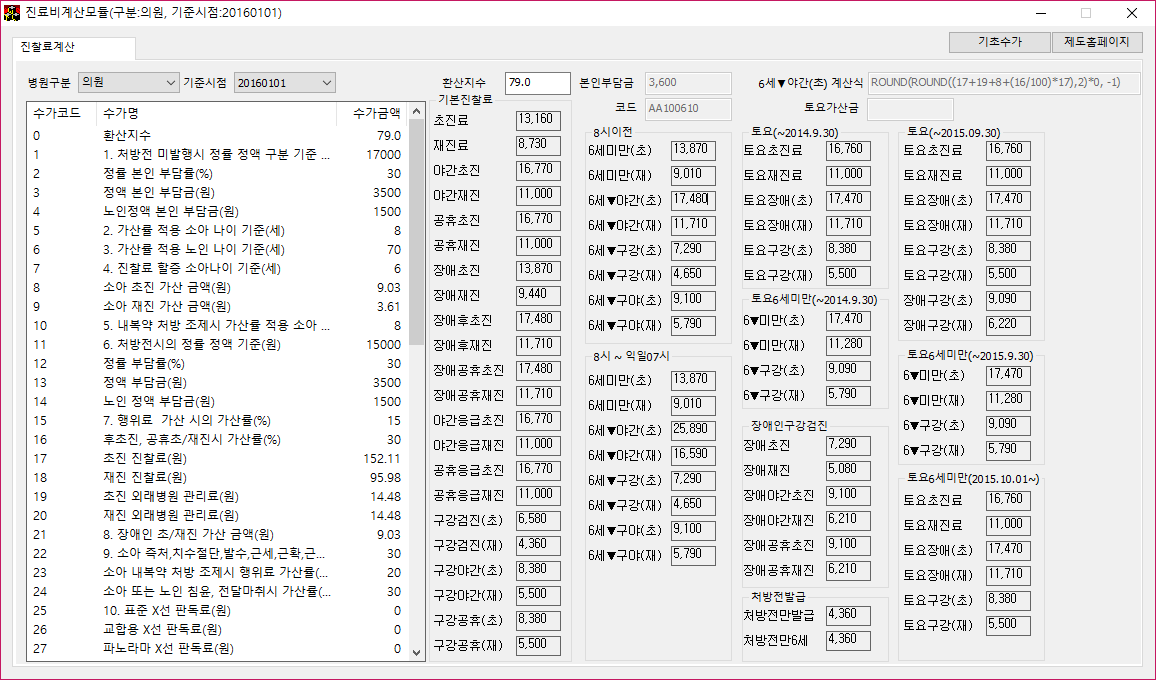 진료비계산모듈(구분:의원, 기준시점:20160101)
기초수가
제도홈페이지
진찰료계산
병원구분
의원
기준시점
20160101
환산지수
79.0
본인부담금
3,600
6세▼야간(초) 계산식
ROUND(ROUND((17+19+8+(16/100)*17),2)*0, -1)
코드
AA100610
토요가산금
수가코드 수가명 수가금액
0 환산지수 79.0
1 1. 처방전 미발행시 정률 정액 구분 기준 ... 17000
2 정률 본인 부담률(%) 30
3 정액 본인 부담금(원) 3500
4 노인정액 본인 부담금(원) 1500
5 2. 가산률 적용 소아 나이 기준(세) 8
6 3. 가산률 적용 노인 나이 기준(세) 70
7 4. 진찰료 할증 소아나이 기준(세) 6
8 소아 초진 가산 금액(원) 9.03
9 소아 재진 가산 금액(원) 3.61
10 5. 내복약 처방 조제시 가산률 적용 소아 ... 8
11 6. 처방전시의 정률 정액 기준(원) 15000
12 정률 부담률(%) 30
13 정액 부담금(원) 3500
14 노인 정액 부담금(원) 1500
15 7. 행위료 가산 시의 가산률(%) 15
16 후초진, 공휴초/재진시 가산률(%) 30
17 초진 진찰료(원) 152.11
18 재진 진찰료(원) 95.98
19 초진 외래병원 관리료(원) 14.48
20 재진 외래병원 관리료(원) 14.48
21 8. 장애인 초/재진 가산 금액(원) 9.03
22 9. 소아 즉처,치수절단,발수,근세,근확,근... 30
23 소아 내복약 처방 조제시 행위료 가산률(... 20
24 소아 또는 노인 침윤, 전달마취시 가산률(... 30
25 10. 표준 X선 판독료(원) 0
26 교합용 X선 판독료(원) 0
27 파노라마 X선 판독료(원) 0
기본진찰료
초진료 13,160
재진료 8,730
야간초진 16,770
야간재진 11,000
공휴초진 16,770
공휴재진 11,000
장애초진 13,870
장애재진 9,440
장애후초진 17,480
장애후재진 11,710
장애공휴초진 17,480
장애공휴재진 11,710
야간응급초진 16,770
야간응급재진 11,000
공휴응급초진 16,770
공휴응급재진 11,000
구강검진(초) 6,580
구강검진(재) 4,360
구강야간(초) 8,380
구강야간(재) 5,500
구강공휴(초) 8,380
구강공휴(재) 5,500
8시이전
6세미만(초) 13,870
6세미만(재) 9,010
6세▼야간(초) 17,480
6세▼야간(재) 11,710
6세▼구강(초) 7,290
6세▼구강(재) 4,650
6세▼구야(초) 9,100
6세▼구야(재) 5,790
8시 ~ 익일07시
6세미만(초) 13,870
6세미만(재) 9,010
6세▼야간(초) 25,890
6세▼야간(재) 16,590
6세▼구강(초) 7,290
6세▼구강(재) 4,650
6세▼구야(초) 9,100
6세▼구야(재) 5,790
토요(~2014.9.30)
토요초진료 16,760
토요재진료 11,000
토요장애(초) 17,470
토요장애(재) 11,710
토요구강(초) 8,380
토요구강(재) 5,500
토요6세미만(~2014.9.30)
6▼미만(초) 17,470
6▼미만(재) 11,280
6▼구강(초) 9,090
6▼구강(재) 5,790
장애인구강검진
장애초진 7,290
장애재진 5,080
장애야간초진 9,100
장애야간재진 6,210
장애공휴초진 9,100
장애공휴재진 6,210
처방전발급
처방전만발급 4,360
처방전만6세 4,360
토요(~2015.09.30)
토요초진료 16,760
토요재진료 11,000
토요장애(초) 17,470
토요장애(재) 11,710
토요구강(초) 8,380
토요구강(재) 5,500
장애구강(초) 9,090
장애구강(재) 6,220
토요6세미만(~2015.9.30)
6▼미만(초) 17,470
6▼미만(재) 11,280
6▼구강(초) 9,090
6▼구강(재) 5,790
토요6세미만(2015.10.01~)
토요초진료 16,760
토요재진료 11,000
토요장애(초) 17,470
토요장애(재) 11,710
토요구강(초) 8,380
토요구강(재) 5,500